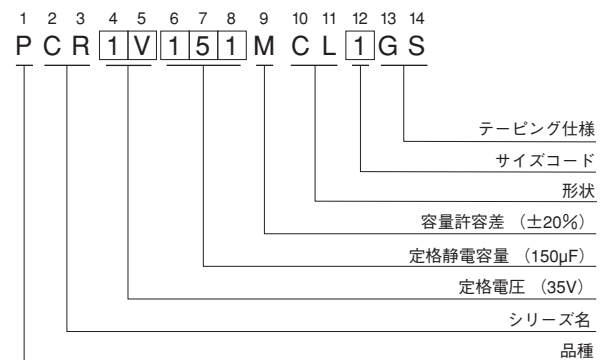 1 2 3 4 5 6 7 8 9 10 11 12 13 14
P C R 1 V 1 5 1 M C L 1 G S
テーピング仕様
サイズコード
形状
容量許容差 （±20%）
定格静電容量 （150µF）
定格電圧 （35V）
シリーズ名
品種